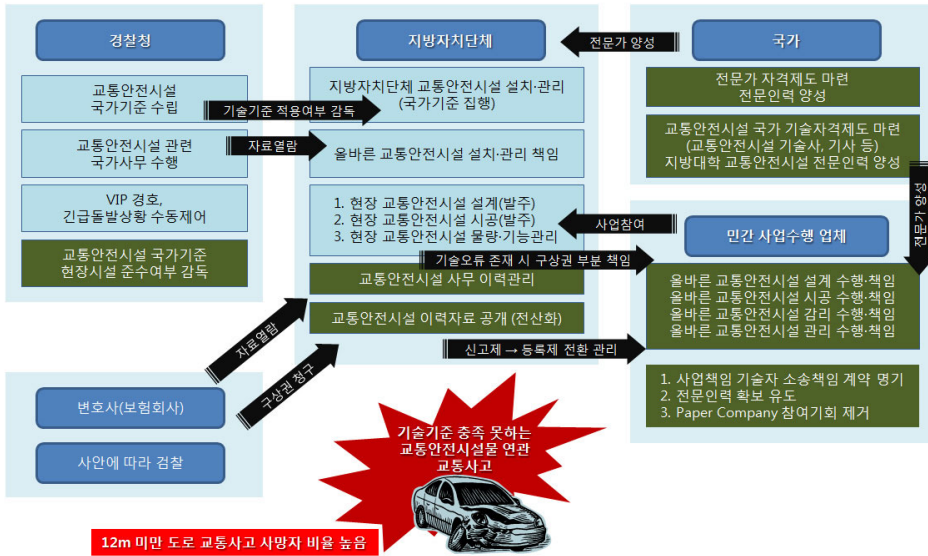 경찰청
교통안전시설
국가기준 수립
교통안전시설 관련
국가사무 수행
VIP 경호,
긴급돌발상황 수동제어
교통안전시설 국가기준
현장시설 준수여부 감독
기술기준 적용여부 감독
자료열람
지방자치단체
지방자치단체 교통안전시설 설치·관리
(국가기준 집행)
올바른 교통안전시설 설치·관리 책임
1. 현장 교통안전시설 설계(발주)
2. 현장 교통안전시설 시공(발주)
3. 현장 교통안전시설 물량·기능관리
교통안전시설 사무 이력관리
교통안전시설 이력자료 공개 (전산화)
전문가 양성
국가
전문가 자격제도 마련
전문인력 양성
교통안전시설 국가 기술자격제도 마련
(교통안전시설 기술사, 기사 등)
지방대학 교통안전시설 전문인력 양성
전문가 양성
사업참여
기술오류 존재 시 구상권 부분 책임
신고제 → 등록제 전환 관리
민간 사업수행 업체
올바른 교통안전시설 설계 수행·책임
올바른 교통안전시설 시공 수행·책임
올바른 교통안전시설 감리 수행·책임
올바른 교통안전시설 관리 수행·책임
1. 사업책임 기술자 소송책임 계약 명기
2. 전문인력 확보 유도
3. Paper Company 참여기회 제거
자료열람
구상권 청구
변호사(보험회사)
사안에 따라 검찰
기술기준 충족 못하는
교통안전시설물 연관
교통사고
12m 미만 도로 교통사고 사망자 비율 높음